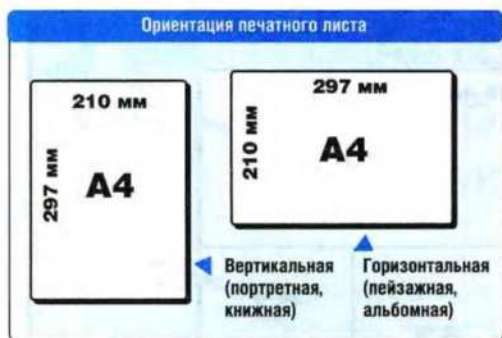 Ориентация печатного листа
210 мм
297 мм
A4
297 мм
210 мм
A4
Вертикальная
(портретная,
книжная)
Горизонтальная
(пейзажная,
альбомная)